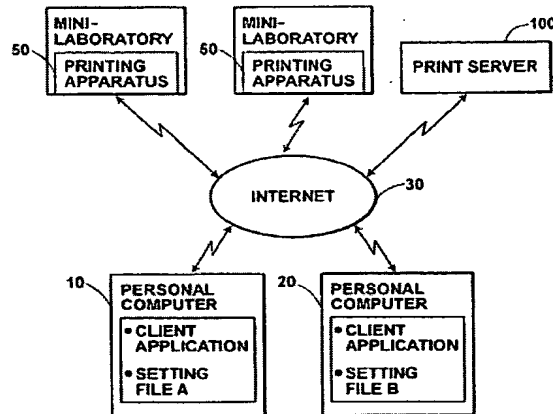 MINI-
LABORATORY
50
PRINTING
APPARATUS
MINI-
LABORATORY
50
PRINTING
APPARATUS
100
PRINT SERVER
INTERNET
30
10
PERSONAL
COMPUTER
• CLIENT
APPLICATION
• SETTING
FILE A
20
PERSONAL
COMPUTER
• CLIENT
APPLICATION
• SETTING
FILE B